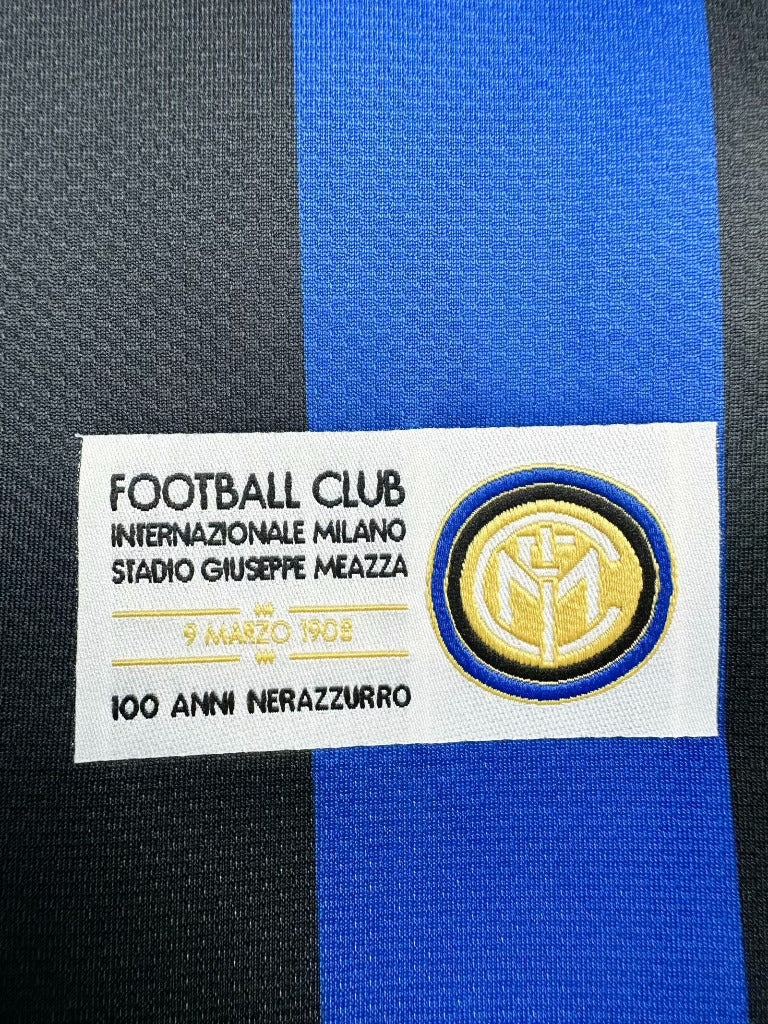 FOOTBALL CLUB
INTERNAZIONALE MILANO
STADIO GIUSEPPE MEAZZA
9 MARZO 1908
100 ANNI NERAZZURRO